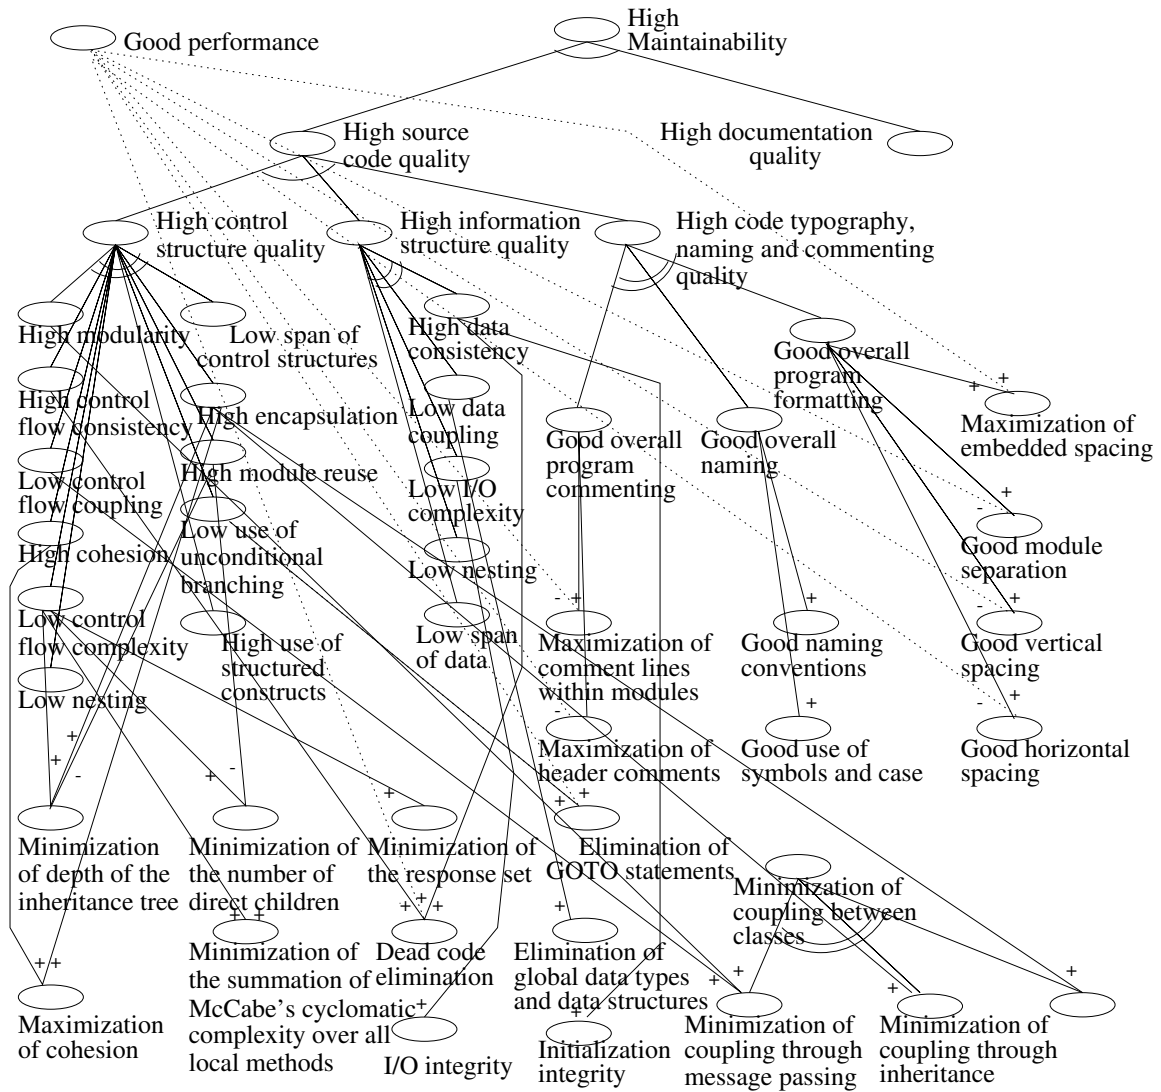 Good performance
High
Maintainability
High source
code quality
High documentation
quality
High control
structure quality
High information
structure quality
High code typography,
naming and commenting
quality
High modularity
Low span of
control structures
High data
consistency
Good overall
program
formatting
High control
flow consistency
High encapsulation
Low data
coupling
Good overall
program
commenting
Good overall
naming
Maximization of
embedded spacing
Low control
flow coupling
High module reuse
Low I/O
complexity
High cohesion
Low use of
unconditional
branching
Low nesting
Good module
separation
Low control
flow complexity
High use of
structured
constructs
Low span
of data
Maximization of
comment lines
within modules
Good naming
conventions
Good vertical
spacing
Low nesting
Maximization of
header comments
Good use of
symbols and case
Good horizontal
spacing
Minimization
of depth of the
inheritance tree
Minimization of
the number of
direct children
Minimization of
the response set
Elimination of
GOTO statements
Minimization of
coupling between
classes
Minimization of
the summation of
McCabe's cyclomatic
complexity over all
local methods
Dead code
elimination
Elimination of
global data types
and data structures
Maximization
of cohesion
I/O integrity
Initialization
integrity
Minimization of
coupling through
message passing
Minimization of
coupling through
inheritance